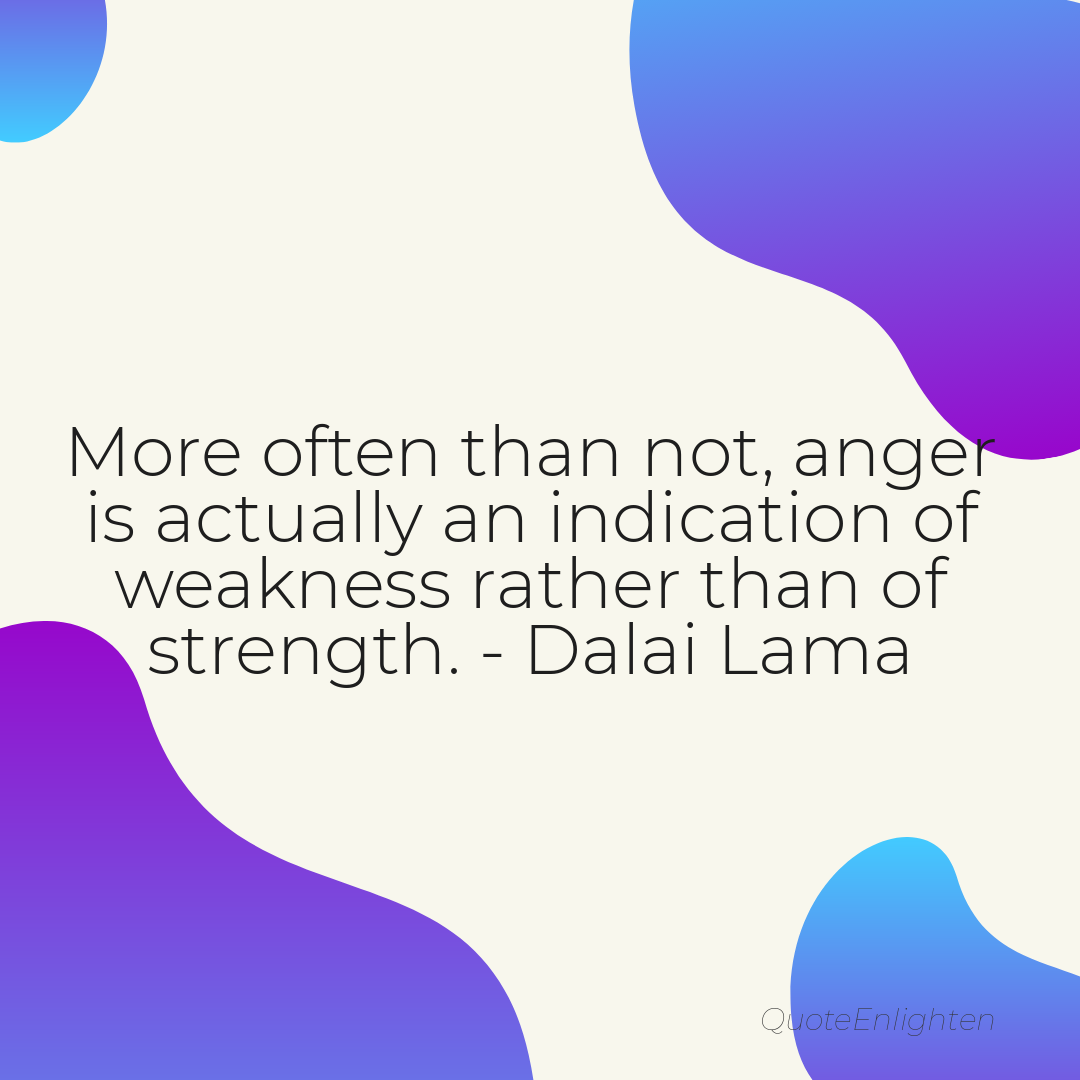 More often than not, anger
is actually an indication of
weakness rather than of
strength. - Dalai Lama
QuoteEnlighten